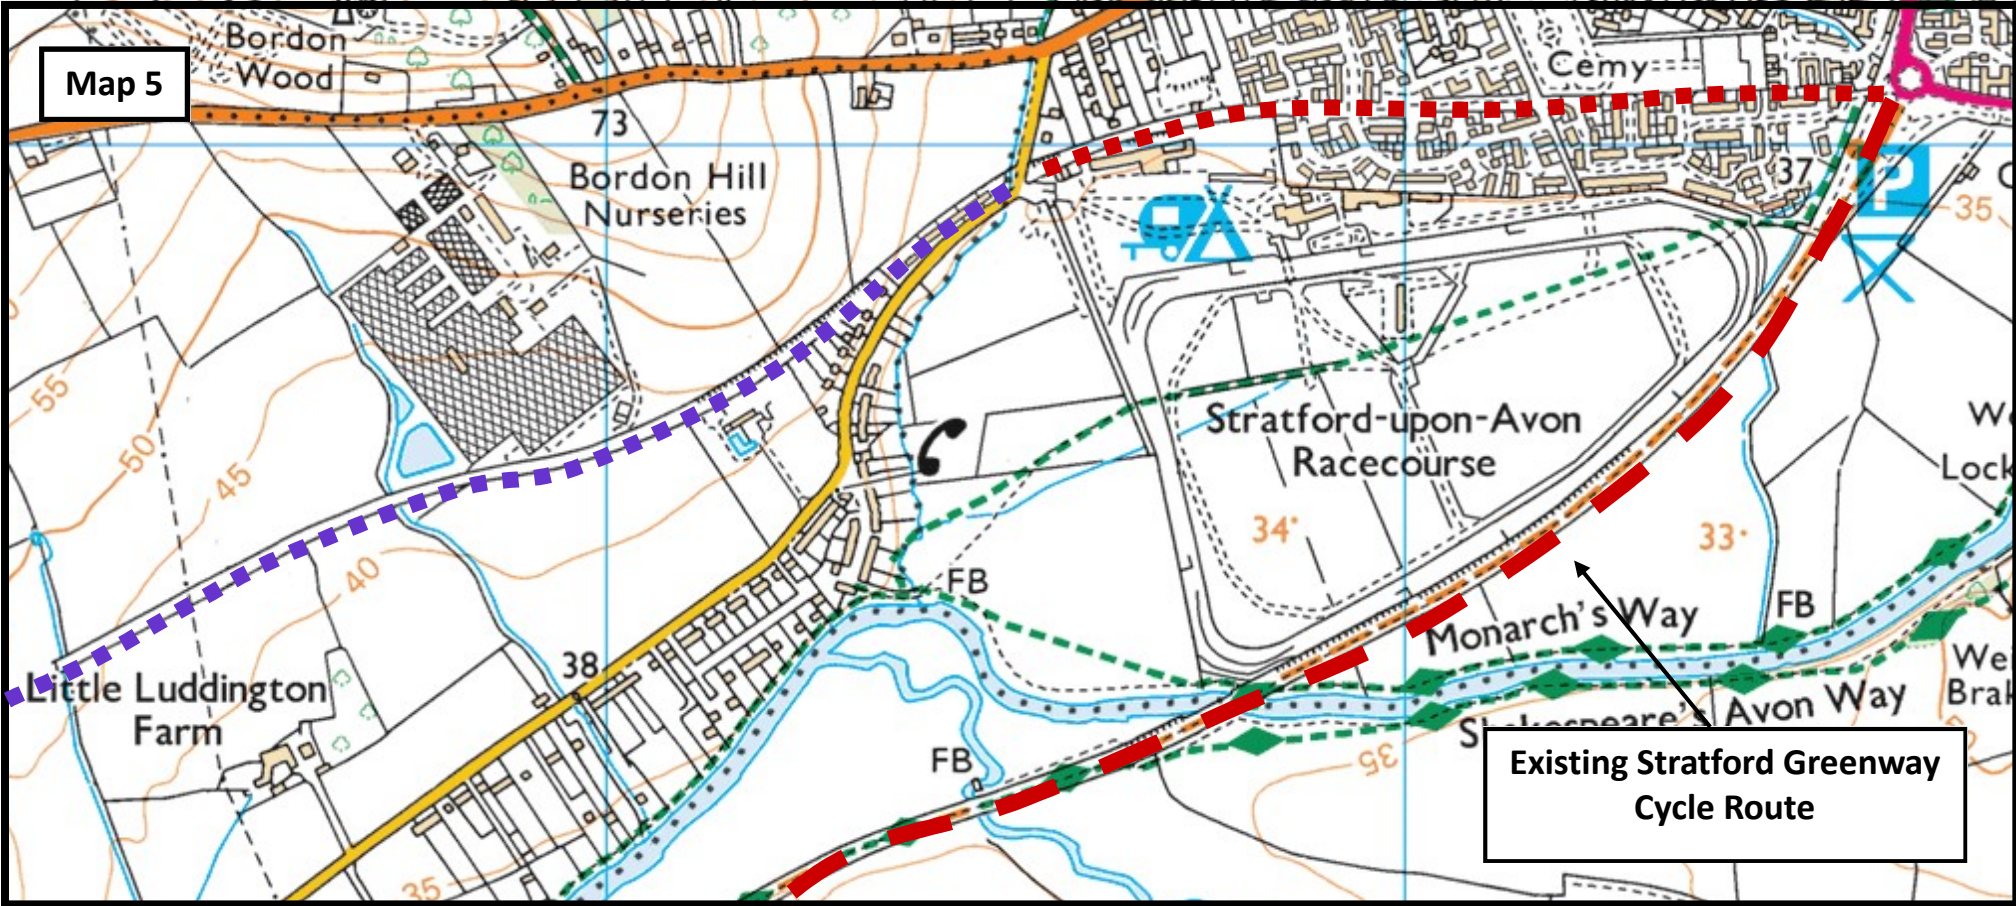 Map 5
Bordon
Wood
73
Bordon Hill
Nurseries
Cemy
37
P
35
55
50
45
40
Stratford-upon-Avon
Racecourse
34
33
Lock
FB
FB
Monarch's Way
38
Little Luddington
Farm
Shakespeare's Avon Way
FB
35
35
Existing Stratford Greenway
Cycle Route